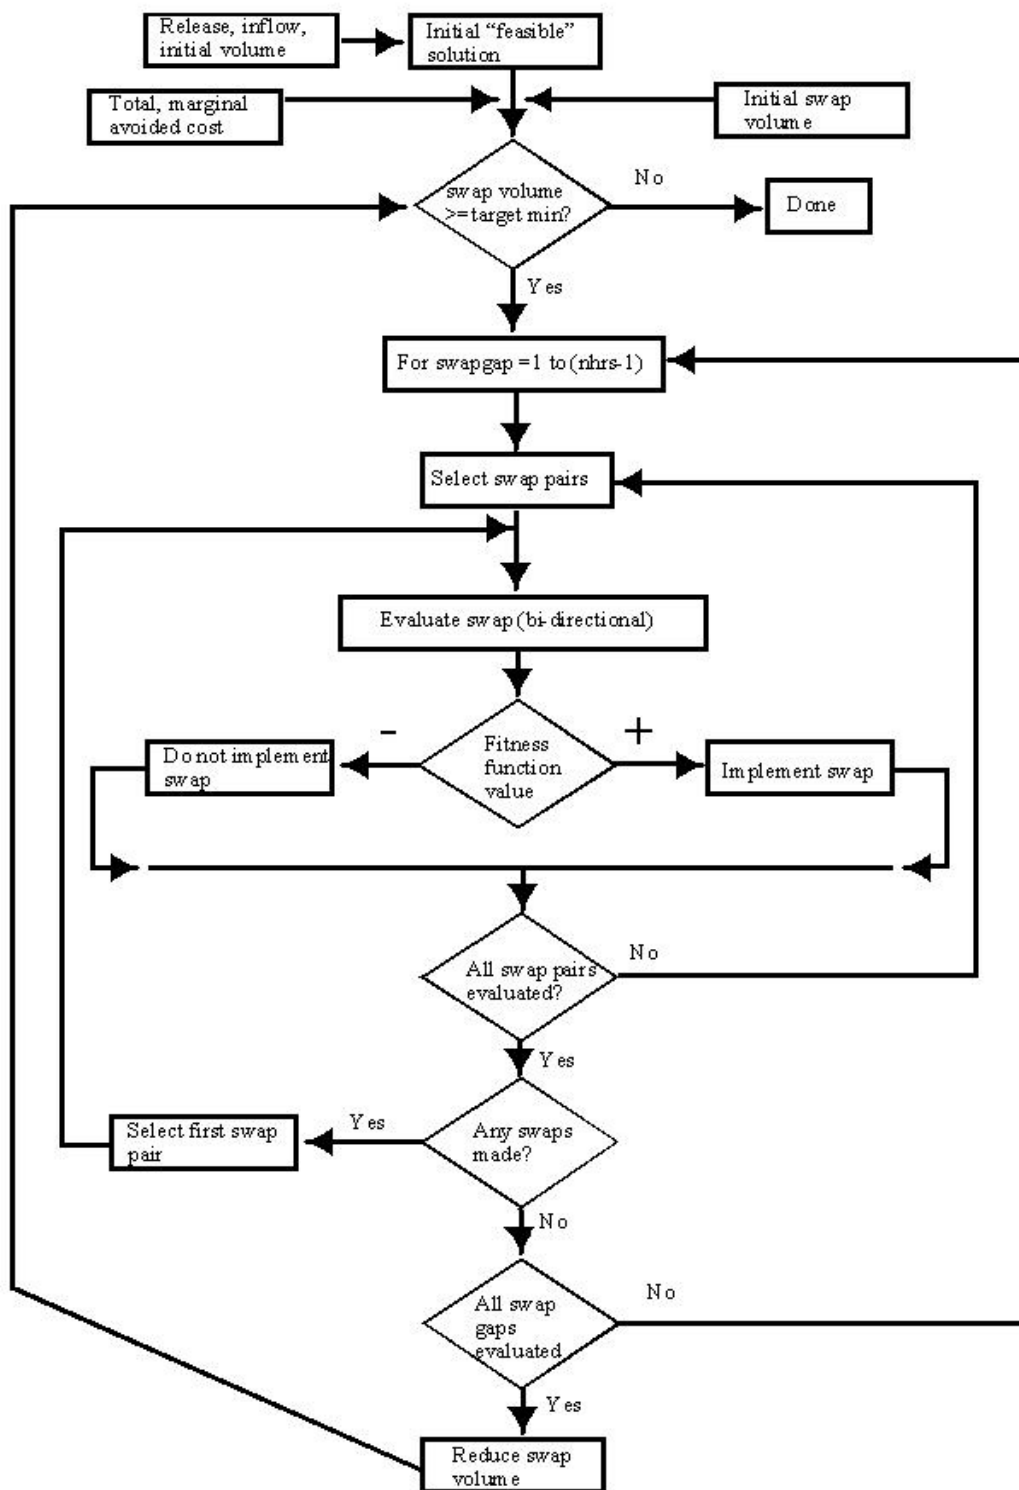 Release, inflow,
initial volume
Initial “feasible”
solution
Total, marginal
avoided cost
Initial swap
volume
swap volume
>=target min?
No
Done
Yes
For swapgap =1 to (nhrs-1)
Select swap pairs
Evaluate swap (bi-directional)
-
+
Do not implement
swap
Fitness
function
value
Implement swap
All swap pairs
evaluated?
No
Yes
Select first swap
pair
Yes
Any swaps
made?
No
All swap
gaps
evaluated
No
Yes
Reduce swap
volume